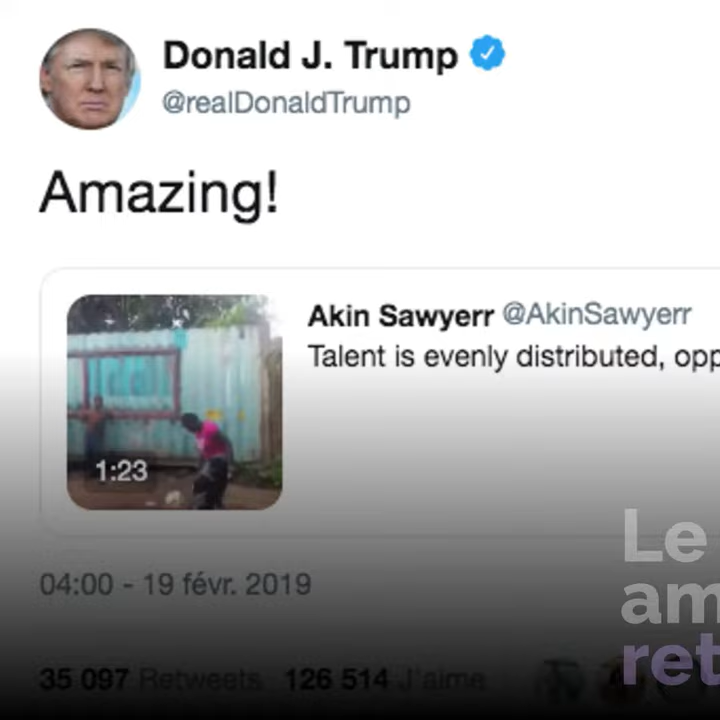 Donald J. Trump
@realDonaldTrump
Amazing!
Akin Sawyerr @AkinSawyerr
Talent is evenly distributed, opp
1:23
04:00 - 19 févr. 2019
35 097 Retweets 126 514 J'aime
Le
am
ret